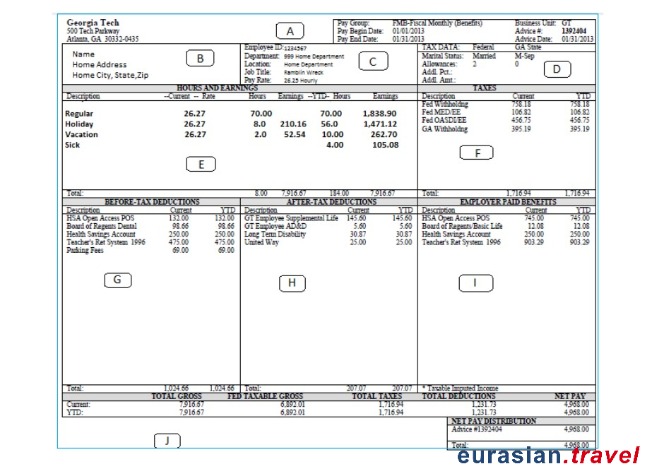 Georgia Tech
500 Tech Parkway
Atlanta, GA 30332-0435
A
Pay Group: FMB-Fiscal Monthly (Benefits)
Pay Begin Date: 01/01/2013
Pay End Date: 01/31/2013
Business Unit: GT
Advice #: 1392404
Advice Date: 01/31/2013
Name
Home Address
Home City, State,Zip
B
Employee ID: 1234567
Department: 999 Home Department
Location: Home Department
Job Title: Ramblin Wreck
Pay Rate: 26.25 Hourly
C
TAX DATA: Federal GA State
Marital Status: Married M-Sep
Allowances: 2 0
Addl. Pct.:
Addl. Amt.:
D
HOURS AND EARNINGS
--Current -- --YTD--
Description Rate Hours Earnings Hours Earnings
Regular 26.27 70.00 70.00 1,838.90
Holiday 26.27 8.0 210.16 56.0 1,471.12
Vacation 26.27 2.0 52.54 10.00 262.70
Sick 4.00 105.08
E
Total: 8.00 7,916.67 184.00 7,916.67
TAXES
Description Current YTD
Fed Withholdng 758.18 758.18
Fed MED/EE 106.82 106.82
Fed OASDI/EE 456.75 456.75
GA Withholdng 395.19 395.19
F
Total: 1,716.94 1,716.94
BEFORE-TAX DEDUCTIONS
Description Current YTD
HSA Open Access POS 132.00 132.00
Board of Regents Dental 98.66 98.66
Health Savings Account 250.00 250.00
Teacher's Ret System 1996 475.00 475.00
Parking Fees 69.00 69.00
G
Total: 1,024.66 1,024.66
AFTER-TAX DEDUCTIONS
Description Current YTD
GT Employee Supplemental Life 145.60 145.60
GT Employee AD&D 5.60 5.60
Long Term Disability 30.87 30.87
United Way 25.00 25.00
H
Total: 207.07 207.07
EMPLOYER PAID BENEFITS
Description Current YTD
HSA Open Access POS 745.00 745.00
Board of Regents/Basic Life 12.08 12.08
Health Savings Account 250.00 250.00
Teacher's Ret System 1996 903.29 903.29
I
* Taxable Imputed Income
TOTAL GROSS FED TAXABLE GROSS TOTAL TAXES TOTAL DEDUCTIONS NET PAY
Current: 7,916.67 6,892.01 1,716.94 1,231.73 4,968.00
YTD: 7,916.67 6,892.01 1,716.94 1,231.73 4,968.00
J
NET PAY DISTRIBUTION
Advice #1392404 4,968.00
Total: 4,968.00
eurasian.travel